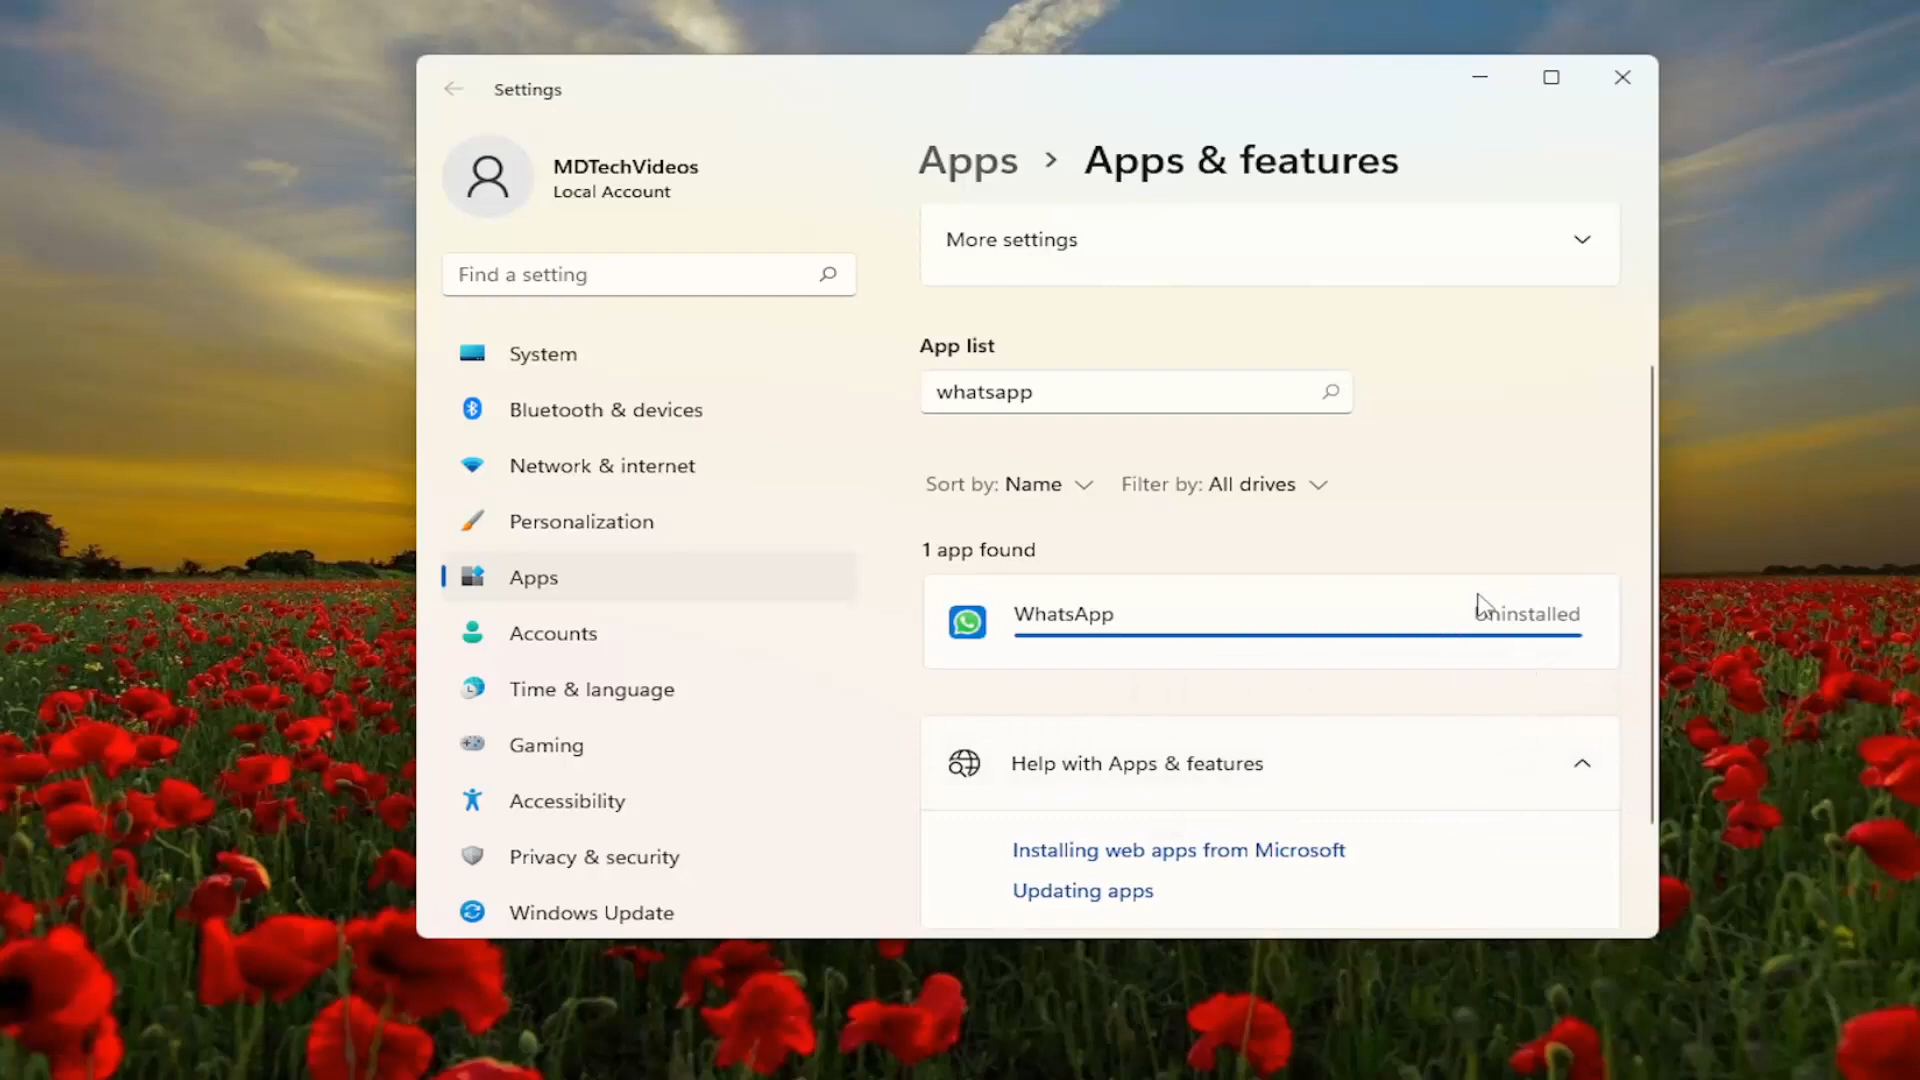 Settings
MDTechVideos
Local Account
Find a setting
System
Bluetooth & devices
Network & internet
Personalization
Apps
Accounts
Time & language
Gaming
Accessibility
Privacy & security
Windows Update
Apps > Apps & features
More settings
App list
whatsapp
Sort by: Name Filter by: All drives
1 app found
WhatsApp Uninstalled
Help with Apps & features
Installing web apps from Microsoft
Updating apps